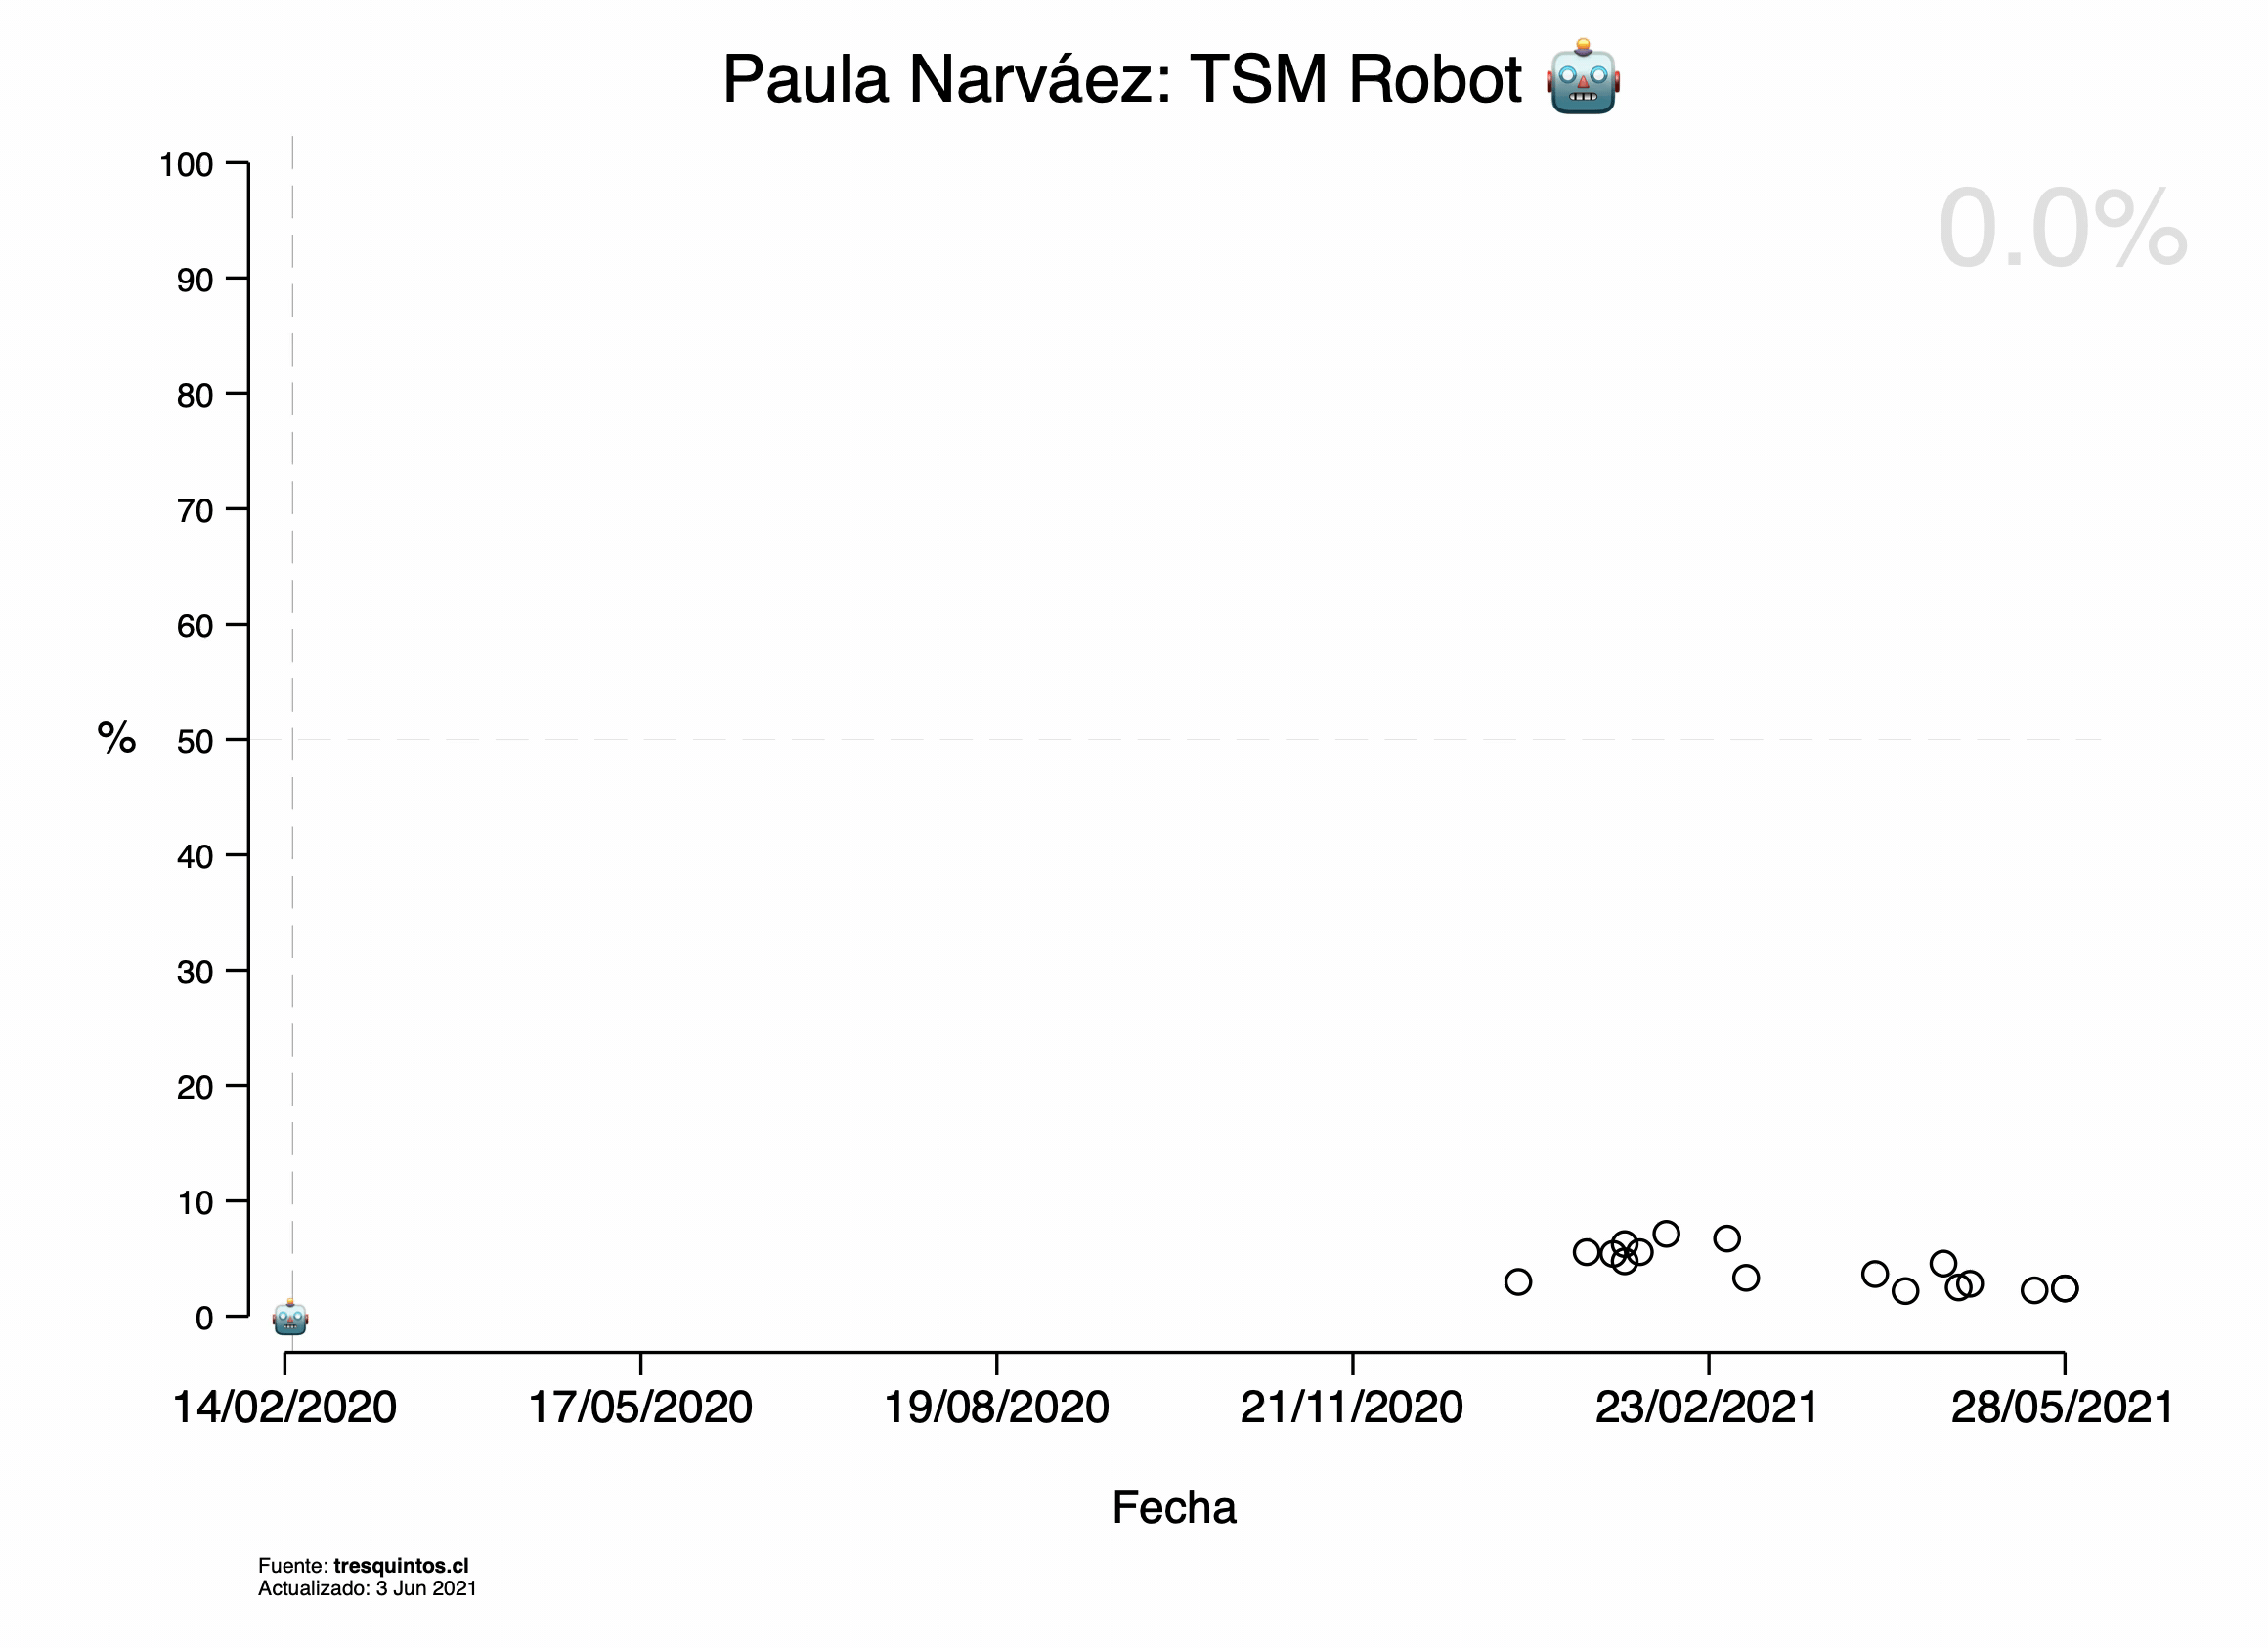 Paula Narváez: TSM Robot 🤖
0.0%
100
90
80
70
60
50
40
30
20
10
0
%
14/02/2020 17/05/2020 19/08/2020 21/11/2020 23/02/2021 28/05/2021
Fecha
Fuente: tresquintos.cl
Actualizado: 3 Jun 2021